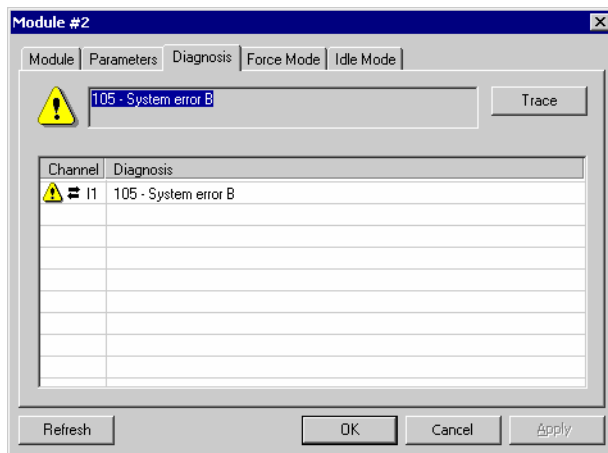 Module #2
Module Parameters Diagnosis Force Mode Idle Mode
105 - System error B
Trace
Channel Diagnosis
I1 105 - System error B
Refresh OK Cancel Apply